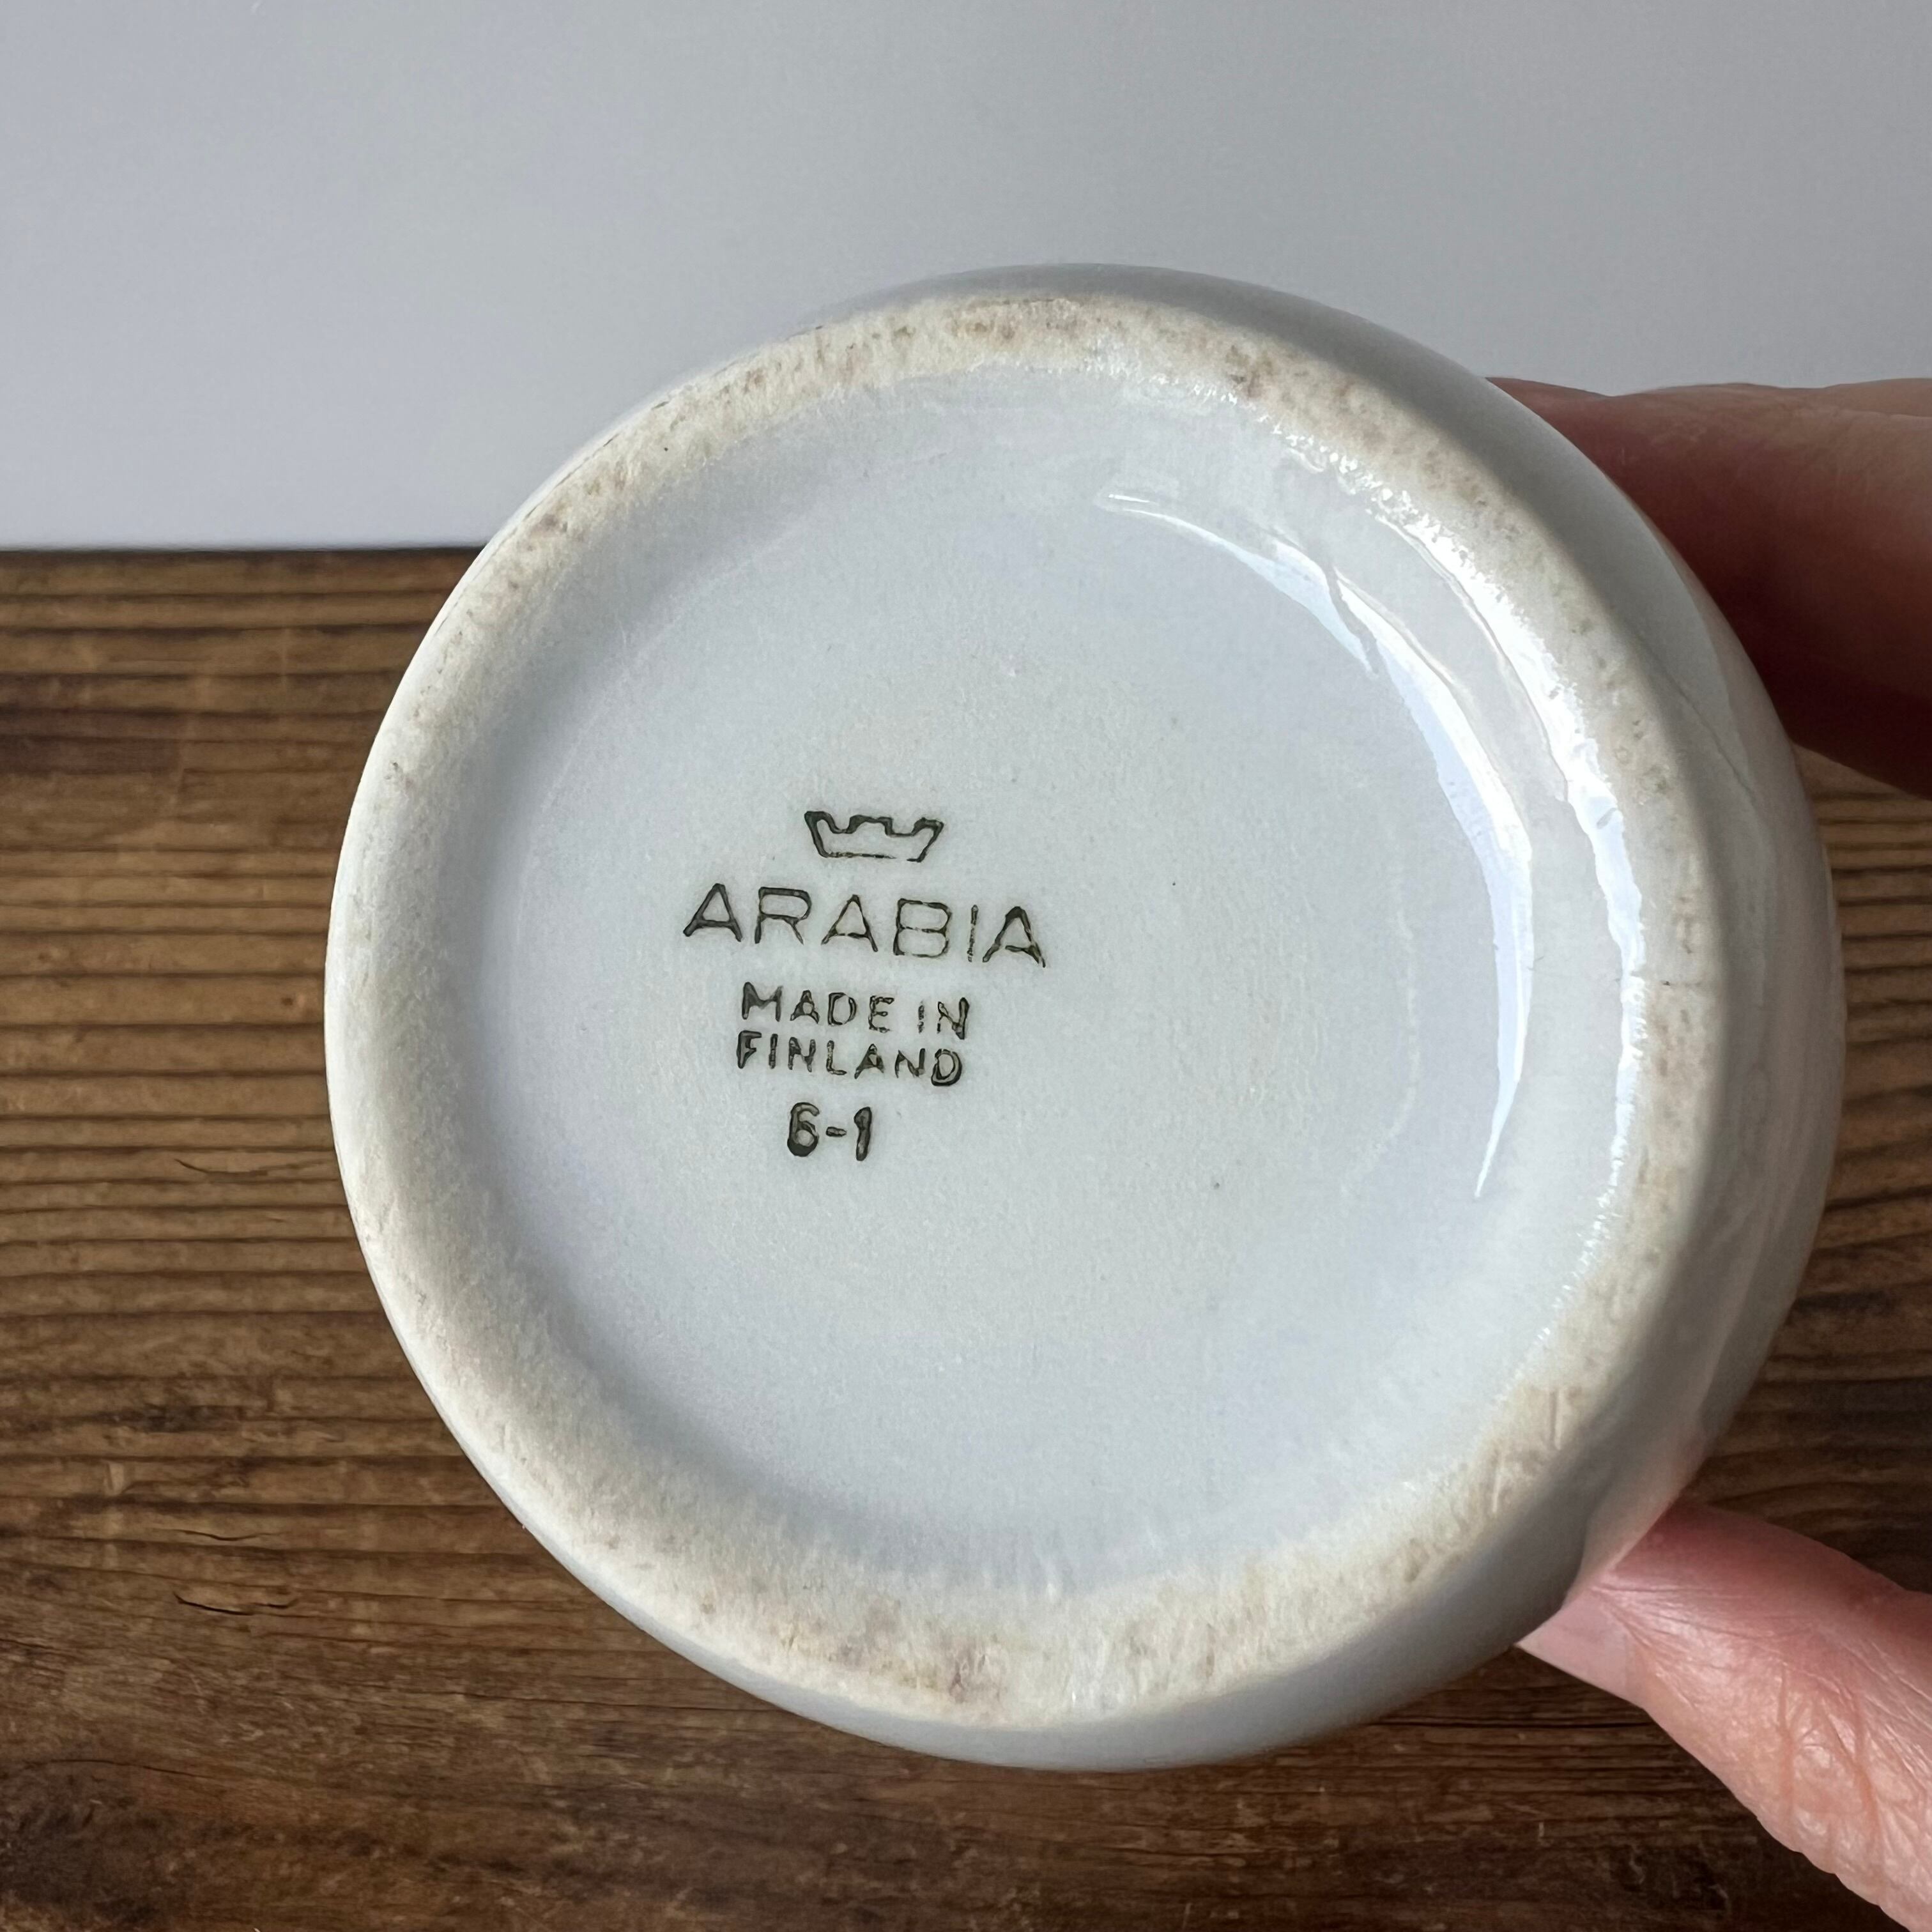 ARABIA
MADE IN
FINLAND
6-1